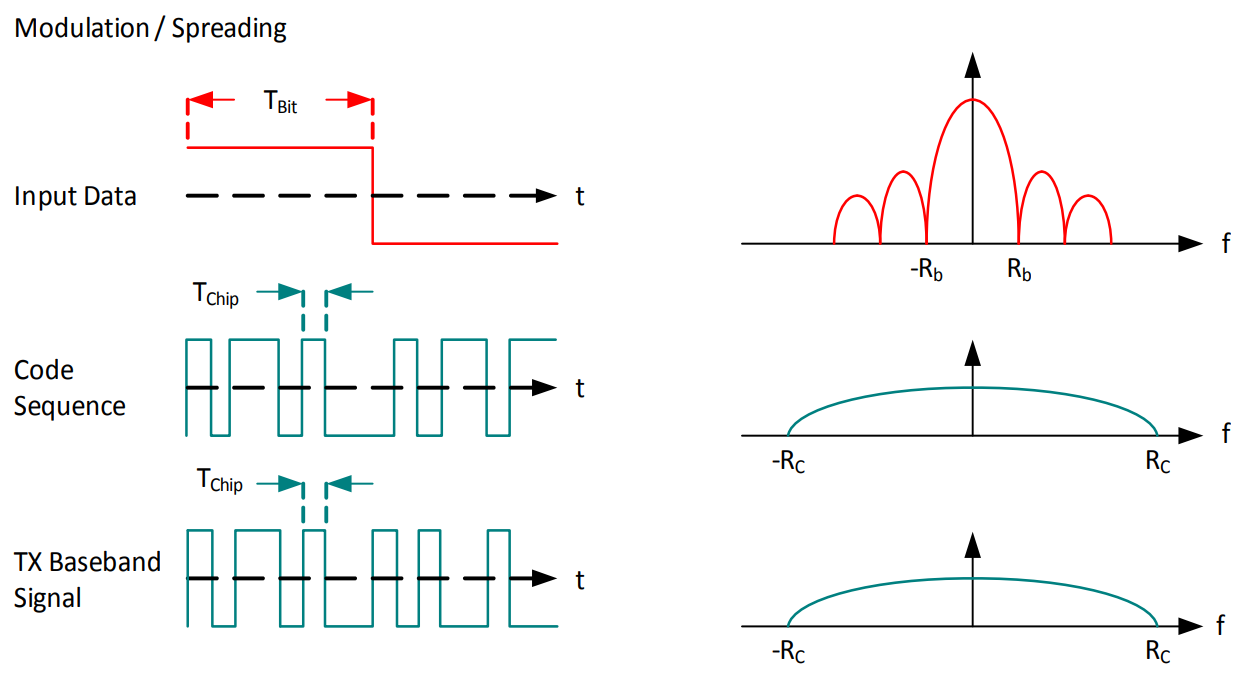 Modulation / Spreading
T_Bit
Input Data
t
f
-R_b
R_b
T_Chip
Code
Sequence
t
f
-R_C
R_C
T_Chip
TX Baseband
Signal
t
f
-R_C
R_C